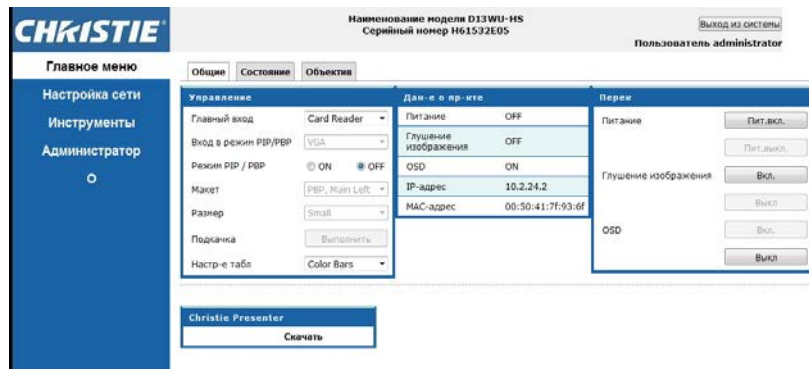 CHRISTIE
Наименование модели D13WU-HS
Серийный номер H61532E05
Выход из системы
Пользователь administrator
Главное меню
Настройка сети
Инструменты
Администратор
О
Общие
Состояние
Объектив
Управление
Главный вход
Card Reader
Вход в режим PIP/PBP
VGA
Режим PIP / PBP
ON
OFF
Макет
PBP, Main Left
Размер
Small
Подкачка
Выполнить
Настр-е табл
Color Bars
Дан-е о пр-кте
Питание
OFF
Глушение
изображения
OFF
OSD
ON
IP-адрес
10.2.24.2
MAC-адрес
00:50:41:7f:93:6f
Перек
Питание
Пит.вкл.
Пит.выкл.
Глушение изображения
Вкл.
Выкл
OSD
Вкл.
Выкл
Christie Presenter
Скачать